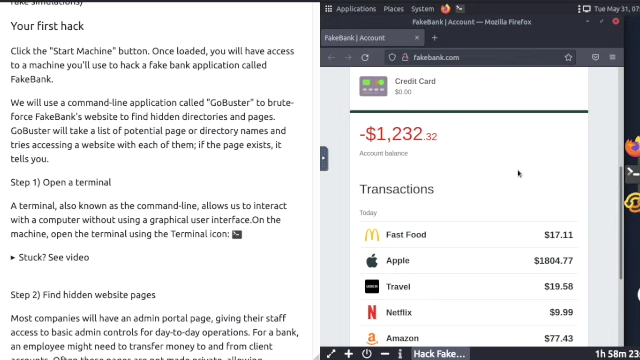 fake simulations)
Your first hack
Click the "Start Machine" button. Once loaded, you will have access
to a machine you'll use to hack a fake bank application called
FakeBank.
We will use a command-line application called "GoBuster" to brute-
force FakeBank's website to find hidden directories and pages.
GoBuster will take a list of potential page or directory names and
tries accessing a website with each of them; if the page exists, it
tells you.
Step 1) Open a terminal
A terminal, also known as the command-line, allows us to interact
with a computer without using a graphical user interface.On the
machine, open the terminal using the Terminal icon:
Stuck? See video
Step 2) Find hidden website pages
Most companies will have an admin portal page, giving their staff
access to basic admin controls for day-to-day operations. For a bank,
an employee might need to transfer money to and from client
accounts. Often these pages are not made private, allowing
Applications Places System
Tue May 31, 07:
FakeBank | Account — Mozilla Firefox
FakeBank | Account
fakebank.com
Credit Card
$0.00
-$1,232.32
Account balance
Transactions
Today
Fast Food $17.11
Apple $1804.77
Travel $19.58
Netflix $9.99
Amazon $77.43
Hack Fake...
1h 58m 23